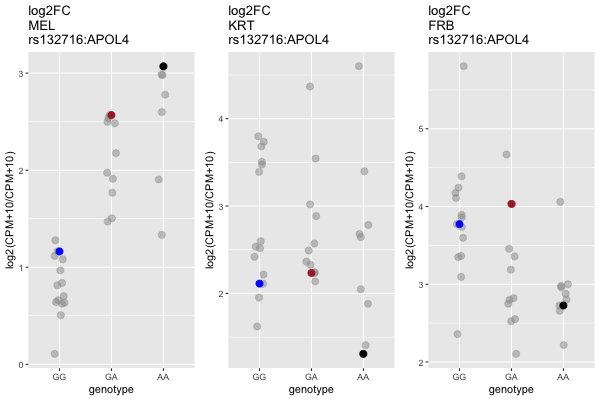 log2FC
MEL
rs132716:APOL4
log2(CPM+10/CPM+10)
3
2
1
0
GG
GA
AA
genotype
log2FC
KRT
rs132716:APOL4
log2(CPM+10/CPM+10)
4
3
2
GG
GA
AA
genotype
log2FC
FRB
rs132716:APOL4
log2(CPM+10/CPM+10)
5
4
3
2
GG
GA
AA
genotype